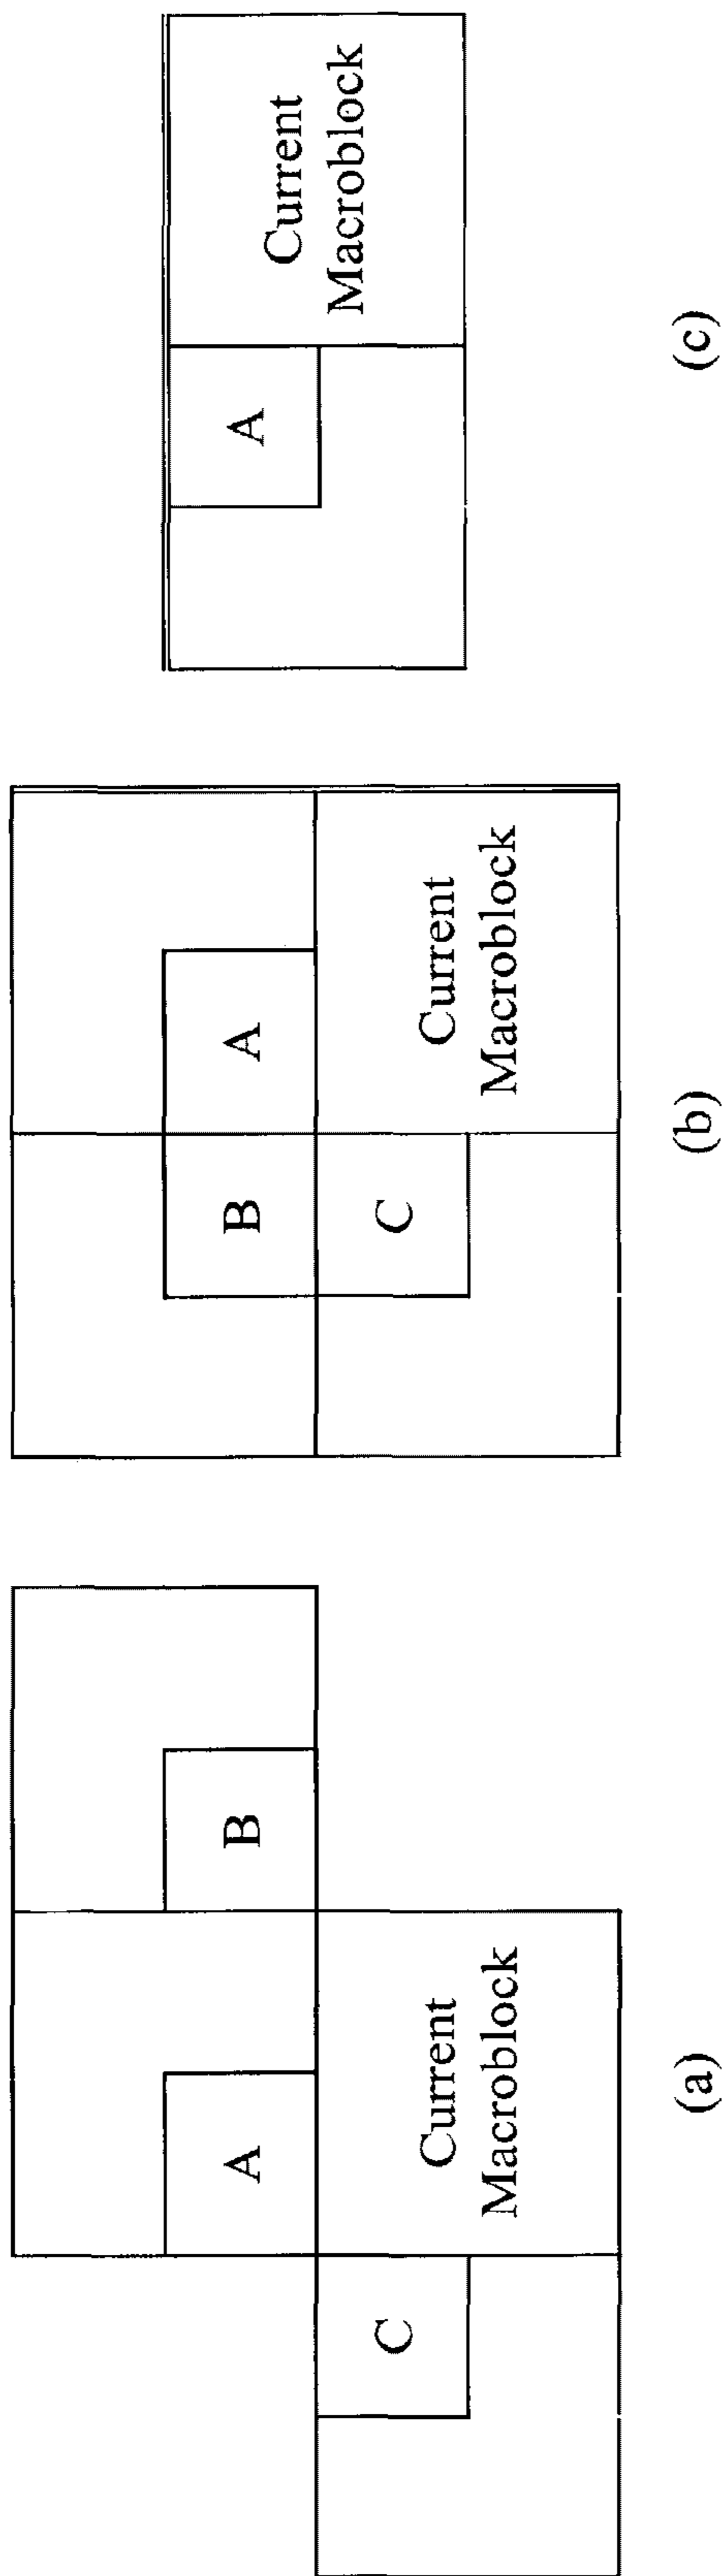 A
B
C
Current
Macroblock
(a)
B
A
C
Current
Macroblock
(b)
A
Current
Macroblock
(c)